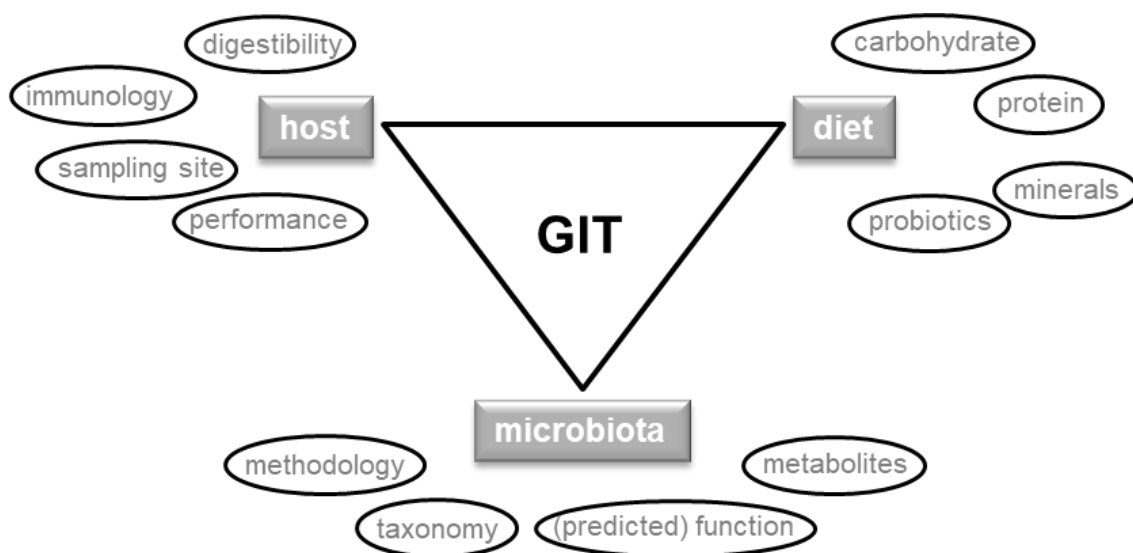 digestibility
immunology
host
sampling site
performance
carbohydrate
protein
diet
minerals
probiotics
GIT
microbiota
methodology
metabolites
taxonomy
(predicted) function